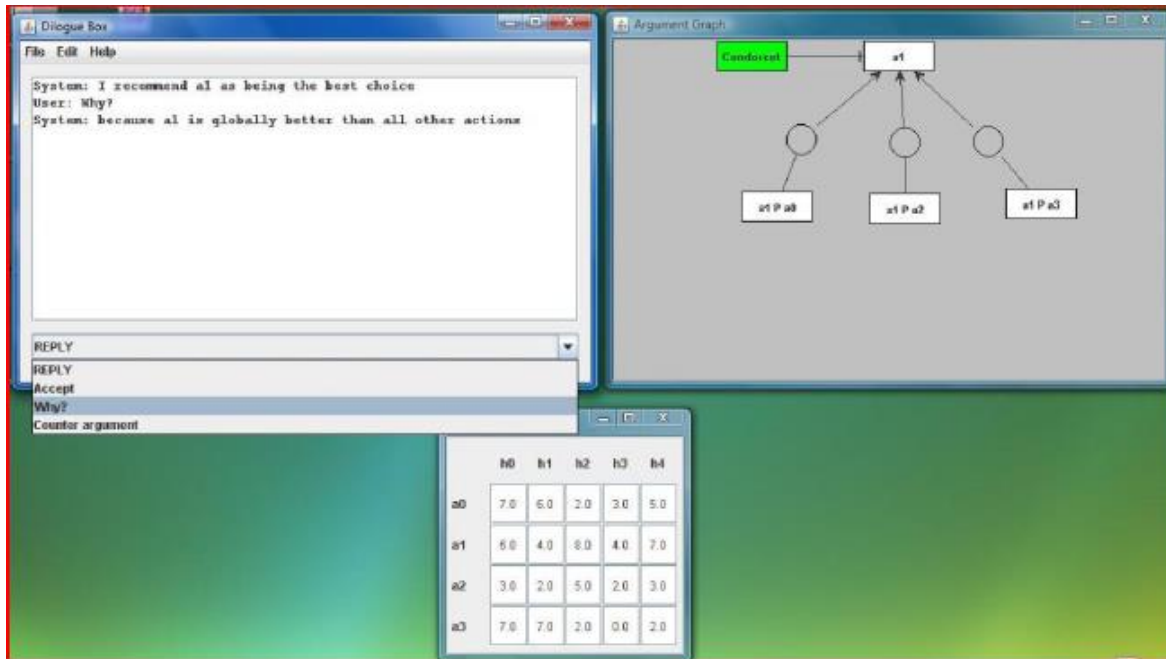 Dilogue Box
File Edit Help
System: I recommend a1 as being the best choice
User: Why?
System: because a1 is globally better than all other actions
REPLY
REPLY
Accept
Why?
Counter argument
Argument Graph
Condorcet a1
a1 P a0 a1 P a2 a1 P a3
h0 h1 h2 h3 h4
a0 7.0 6.0 2.0 3.0 5.0
a1 6.0 4.0 8.0 4.0 7.0
a2 3.0 2.0 5.0 2.0 3.0
a3 7.0 7.0 2.0 0.0 2.0